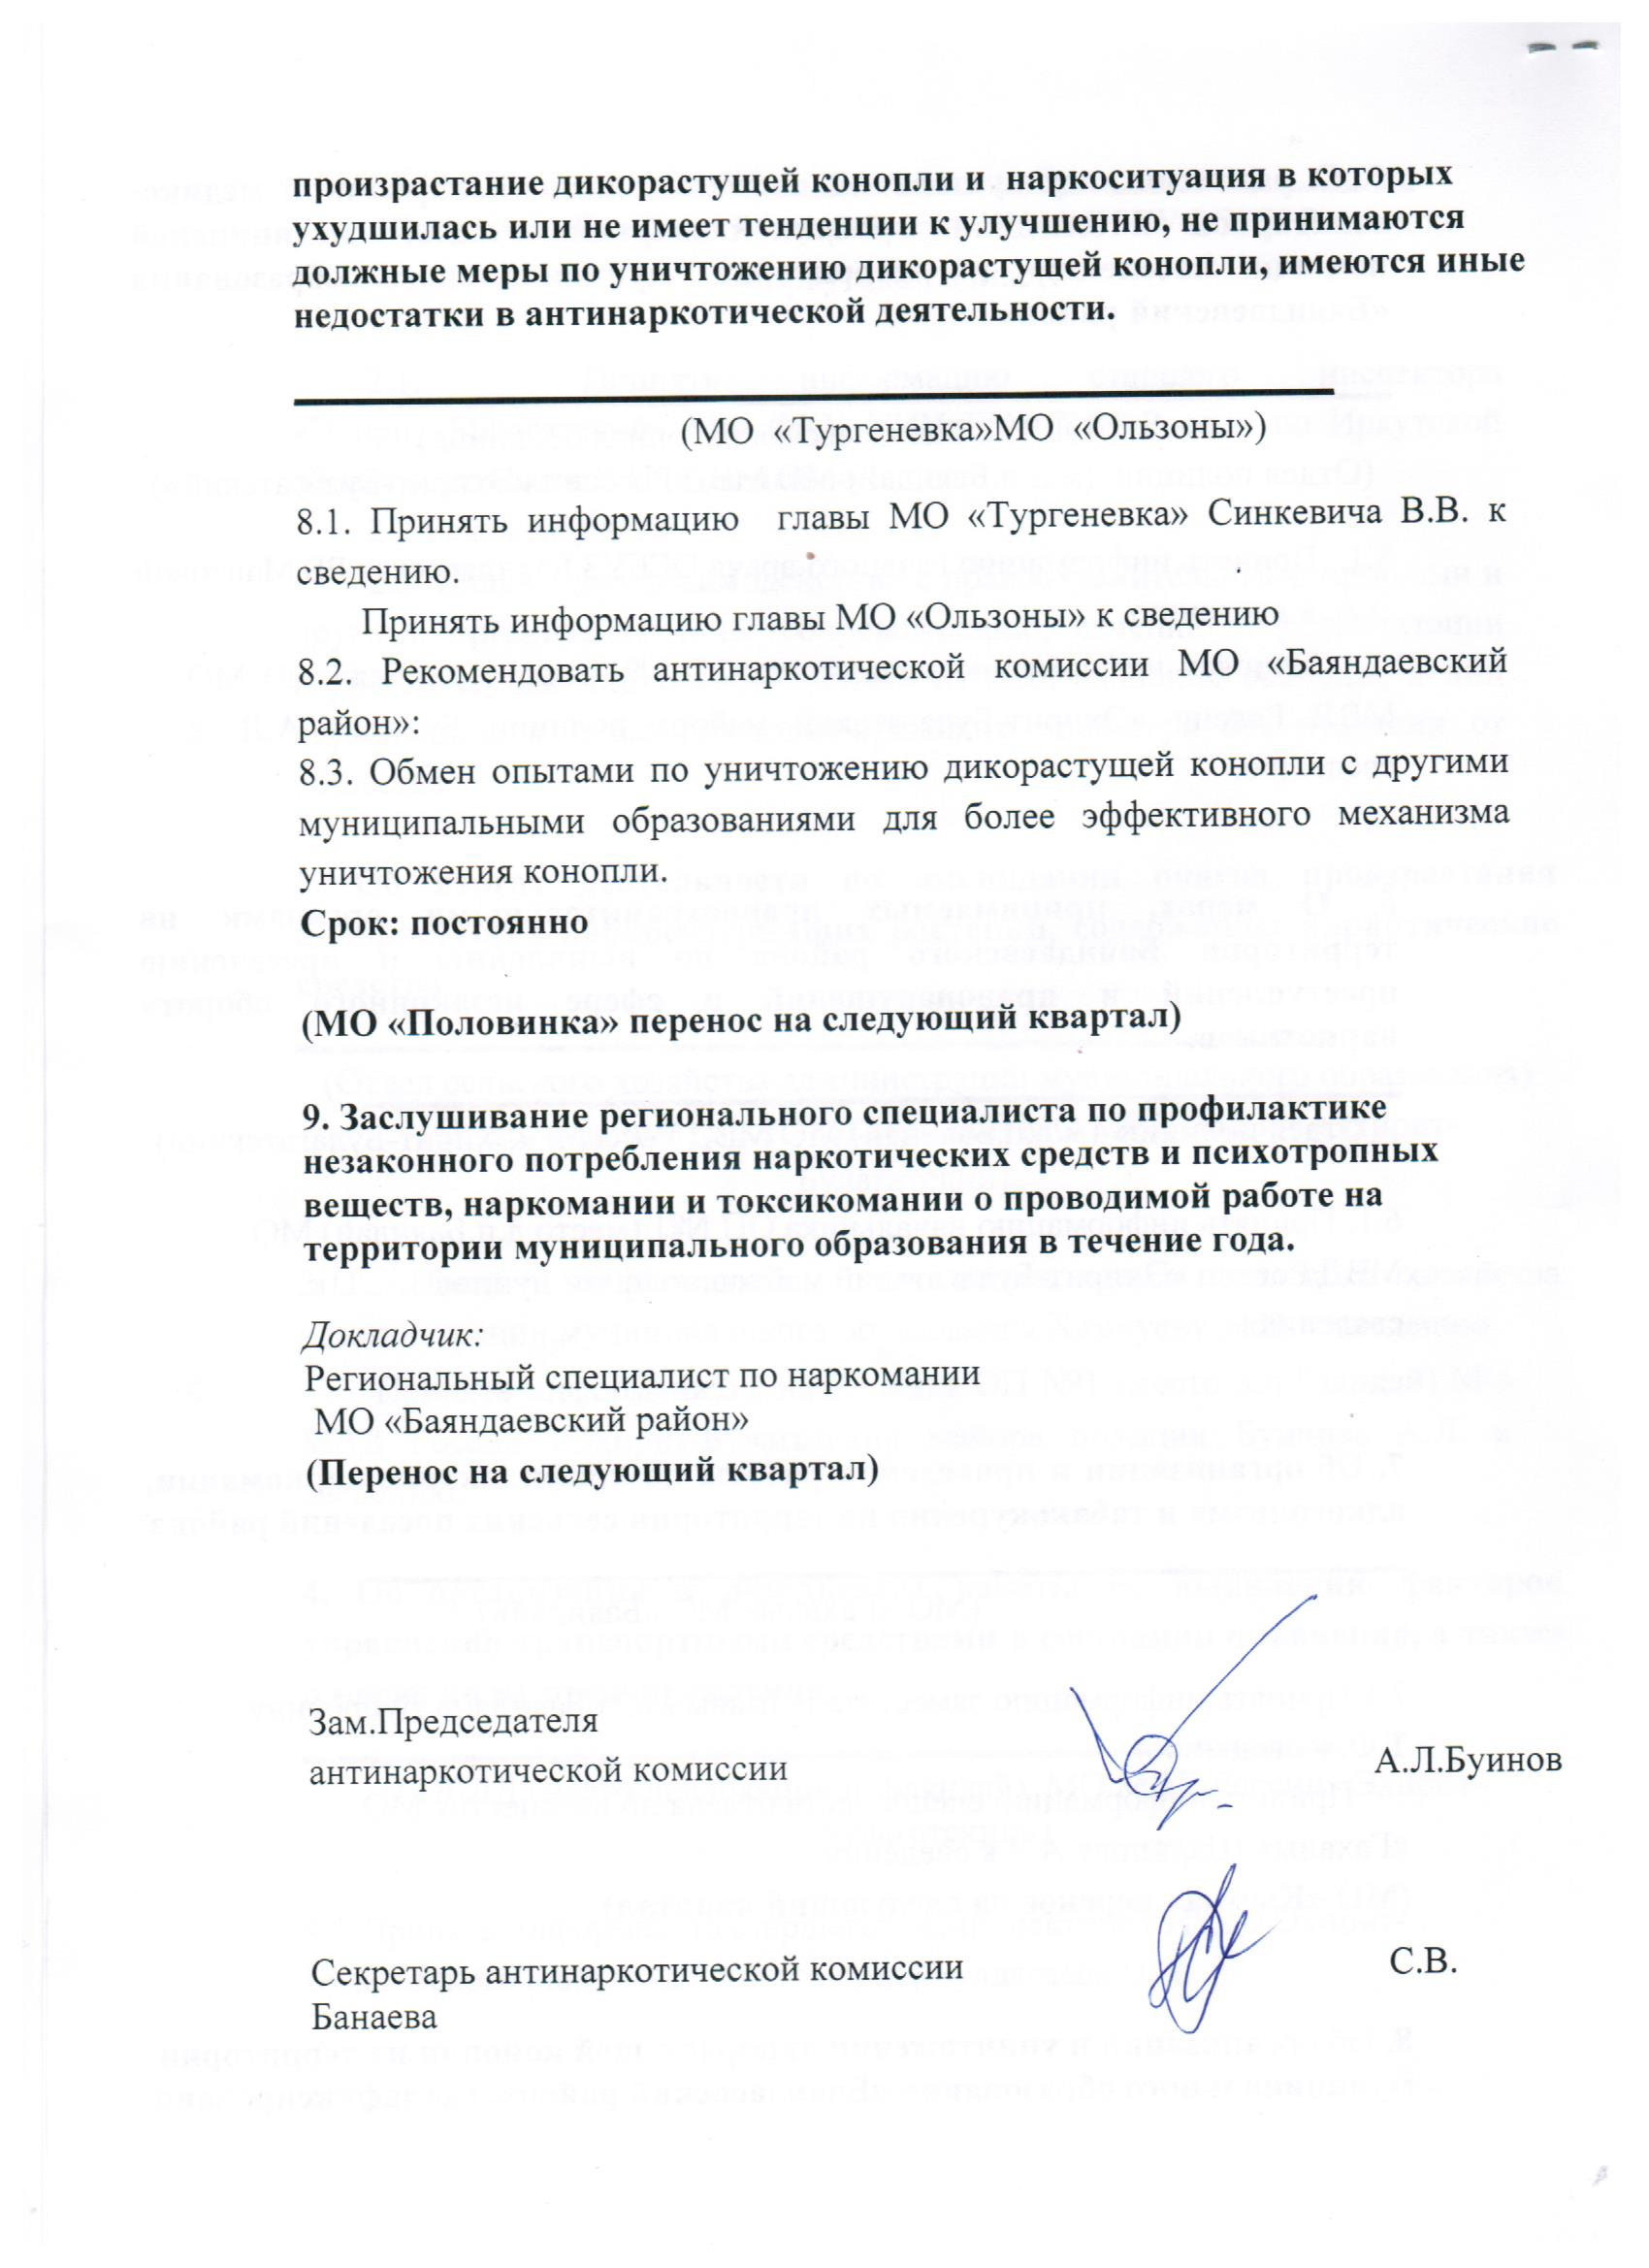 произрастание дикорастущей конопли и  наркоситуация в которых
ухудшилась или не имеет тенденции к улучшению, не принимаются
должные меры по уничтожению дикорастущей конопли, имеются иные
недостатки в антинаркотической деятельности.
(МО  «Тургеневка»МО  «Ользоны»)
8.1. Принять информацию  главы МО «Тургеневка» Синкевича В.В. к
сведению.
Принять информацию главы МО «Ользоны» к сведению
8.2. Рекомендовать антинаркотической комиссии МО «Баяндаевский
район»:
8.3. Обмен опытами по уничтожению дикорастущей конопли с другими
муниципальными образованиями для более эффективного механизма
уничтожения конопли.
Срок: постоянно
(МО «Половинка» перенос на следующий квартал)
9. Заслушивание регионального специалиста по профилактике
незаконного потребления наркотических средств и психотропных
веществ, наркомании и токсикомании о проводимой работе на
территории муниципального образования в течение года.
Докладчик:
Региональный специалист по наркомании
МО «Баяндаевский район»
(Перенос на следующий квартал)
Зам.Председателя
антинаркотической комиссии А.Л.Буинов
Секретарь антинаркотической комиссии С.В.
Банаева